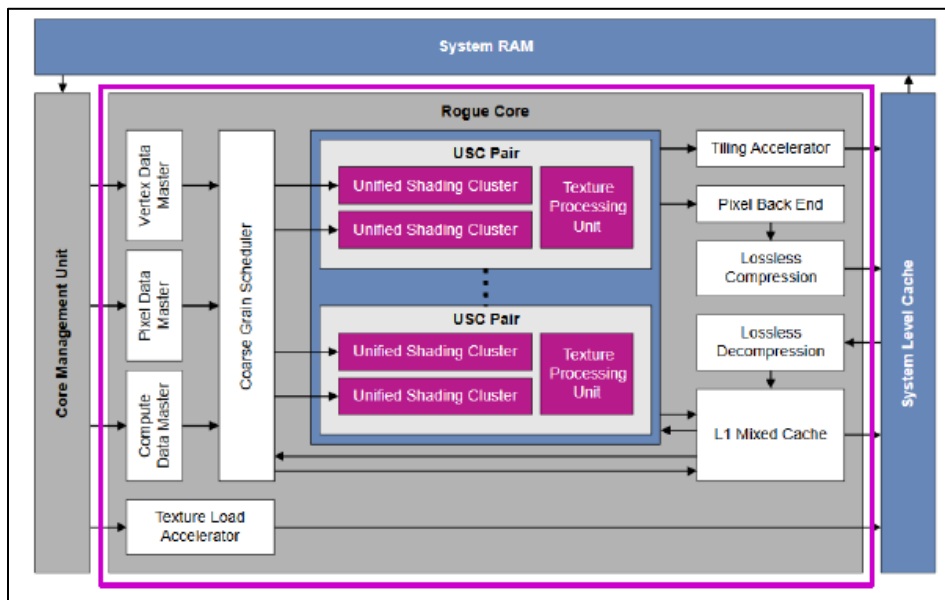 System RAM
Core Management Unit
Rogue Core
Vertex Data
Master
Pixel Data
Master
Compute
Data Master
Coarse Grain Scheduler
USC Pair
Unified Shading Cluster
Unified Shading Cluster
Texture
Processing
Unit
USC Pair
Unified Shading Cluster
Unified Shading Cluster
Texture
Processing
Unit
Tiling Accelerator
Pixel Back End
Lossless
Compression
Lossless
Decompression
L1 Mixed Cache
Texture Load
Accelerator
System Level Cache